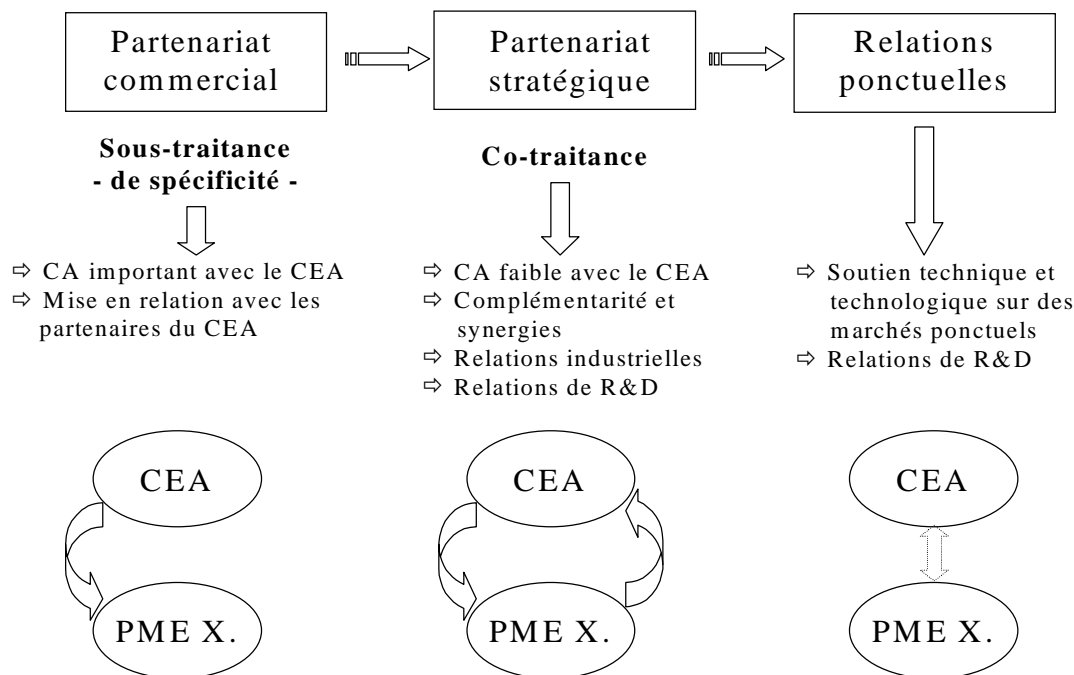 Partenariat
commercial
Sous-traitance
- de spécificité -
⇨ CA important avec le CEA
⇨ Mise en relation avec les
partenaires du CEA
CEA
PME X.
Partenariat
stratégique
Co-traitance
⇨ CA faible avec le CEA
⇨ Complémentarité et
synergies
⇨ Relations industrielles
⇨ Relations de R&D
CEA
PME X.
Relations
ponctuelles
⇨ Soutien technique et
technologique sur des
marchés ponctuels
⇨ Relations de R&D
CEA
PME X.